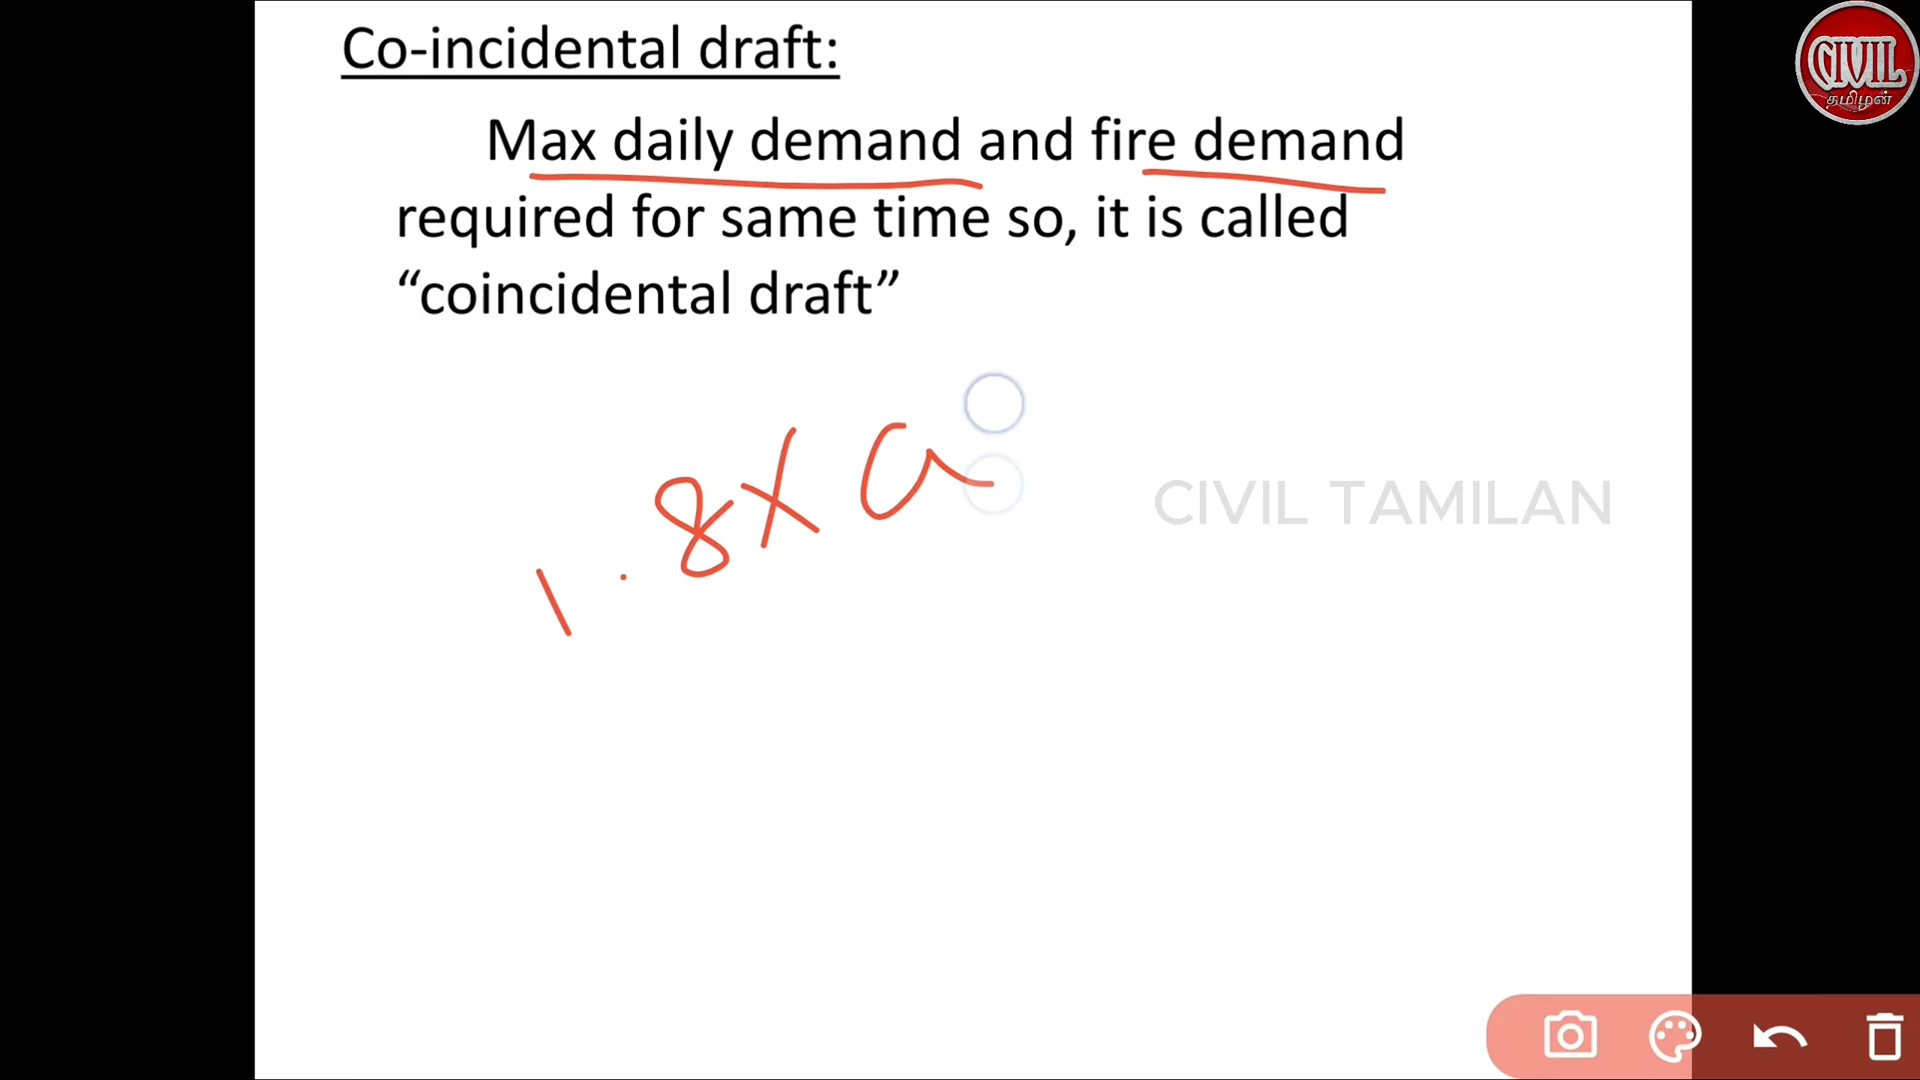 Co-incidental draft:
Max daily demand and fire demand
required for same time so, it is called
“coincidental draft”
1.8 X a
CIVIL TAMILAN
CIVIL
தமிழன்